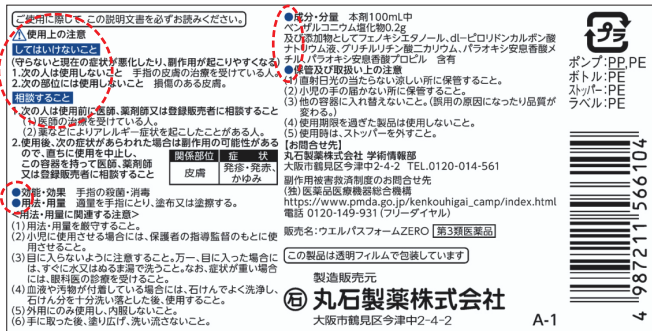 ご使用に際して、この説明文書を必ずお読みください。
使用上の注意
してはいけないこと
(守らないと現在の症状が悪化したり、副作用が起こりやすくなる)
1.次の人は使用しないこと 手指の皮膚の治療を受けている人。
2.次の部位には使用しないこと 損傷のある皮膚。
相談すること
1.次の人は使用前に医師、薬剤師又は登録販売者に相談すること
(1)医師の治療を受けている人。
(2)薬などによりアレルギー症状を起こしたことがある人。
2.使用後、次の症状があらわれた場合は副作用の可能性がある
ので、直ちに使用を中止し、
この容器を持って医師、薬剤師
又は登録販売者に相談すること
関係部位 症状
皮膚 発疹・発赤、
かゆみ
●効能・効果 手指の殺菌・消毒
●用法・用量 適量を手指にとり、塗布又は塗擦する。
<用法・用量に関連する注意>
(1)用法・用量を厳守すること。
(2)小児に使用させる場合には、保護者の指導監督のもとに使
用させること。
(3)目に入らないように注意すること。万一、目に入った場合に
は、すぐに水又はぬるま湯で洗うこと。なお、症状が重い場合
には、眼科医の診療を受けること。
(4)血液や汚物が付着している場合には、石けんでよく洗浄し、
石けん分を十分洗い落とした後、使用すること。
(5)外用にのみ使用し、内服しないこと。
(6)手に取った後、塗り広げ、洗い流さないこと。
●成分・分量 本剤100mL中
ベンザルコニウム塩化物0.2g
及び添加物としてフェノキシエタノール、dl-ピロリドンカルボン酸
ナトリウム液、グリチルリチン酸二カリウム、パラオキシ安息香酸メ
チル、パラオキシ安息香酸プロピル 含有
●保管及び取扱い上の注意
(1)直射日光の当たらない涼しい所に保管すること。
(2)小児の手の届かない所に保管すること。
(3)他の容器に入れ替えないこと。(誤用の原因になったり品質が
変わる。)
(4)使用期限を過ぎた製品は使用しないこと。
(5)使用時は、ストッパーを外すこと。
【お問合せ先】
丸石製薬株式会社 学術情報部
大阪市鶴見区今津中2-4-2 TEL.0120-014-561
副作用被害救済制度のお問合せ先
(独)医薬品医療機器総合機構
https://www.pmda.go.jp/kenkouhigai_camp/index.html
電話 0120-149-931(フリーダイヤル)
販売名:ウエルパスフォームZERO 第3類医薬品
この製品は透明フィルムで包装しています
製造販売元
石 丸石製薬株式会社
大阪市鶴見区今津中2-4-2
A-1
プラ
ポンプ:PP,PE
ボトル:PE
ストッパー:PE
ラベル:PE
4 987211 566104